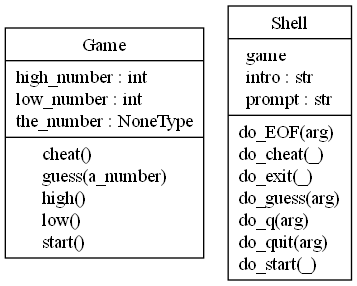 Game
high_number : int
low_number : int
the_number : NoneType
cheat()
guess(a_number)
high()
low()
start()
Shell
game
intro : str
prompt : str
do_EOF(arg)
do_cheat(_)
do_exit(_)
do_guess(arg)
do_q(arg)
do_quit(arg)
do_start(_)